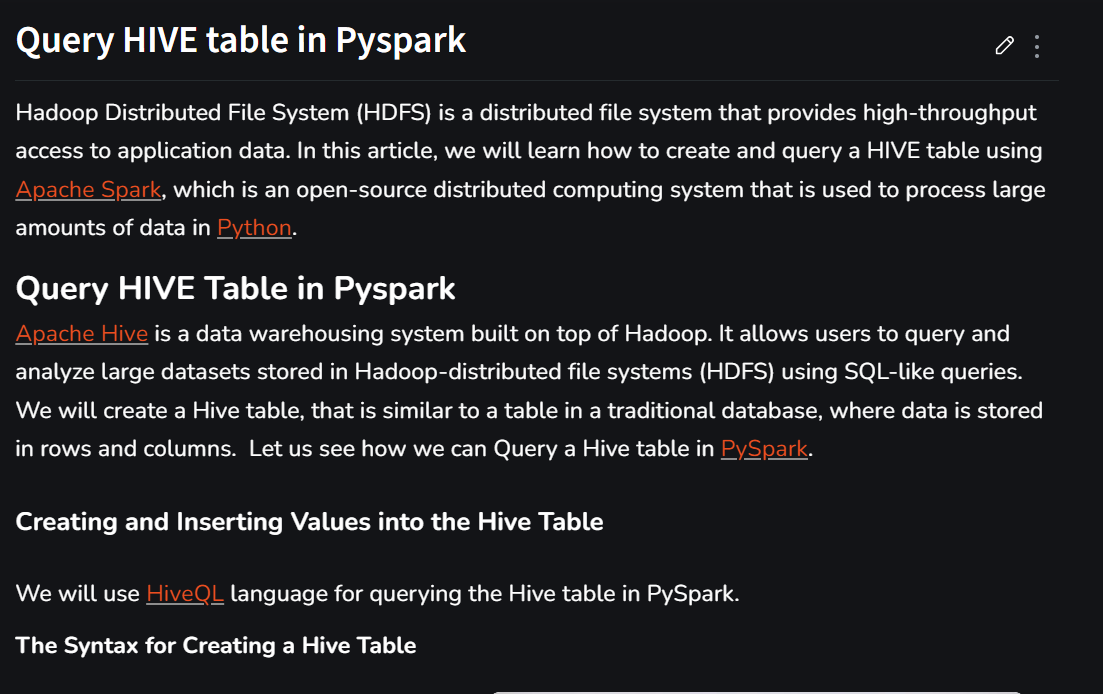 Query HIVE table in Pyspark
Hadoop Distributed File System (HDFS) is a distributed file system that provides high-throughput
access to application data. In this article, we will learn how to create and query a HIVE table using
Apache Spark, which is an open-source distributed computing system that is used to process large
amounts of data in Python.
Query HIVE Table in Pyspark
Apache Hive is a data warehousing system built on top of Hadoop. It allows users to query and
analyze large datasets stored in Hadoop-distributed file systems (HDFS) using SQL-like queries.
We will create a Hive table, that is similar to a table in a traditional database, where data is stored
in rows and columns.  Let us see how we can Query a Hive table in PySpark.
Creating and Inserting Values into the Hive Table
We will use HiveQL language for querying the Hive table in PySpark.
The Syntax for Creating a Hive Table